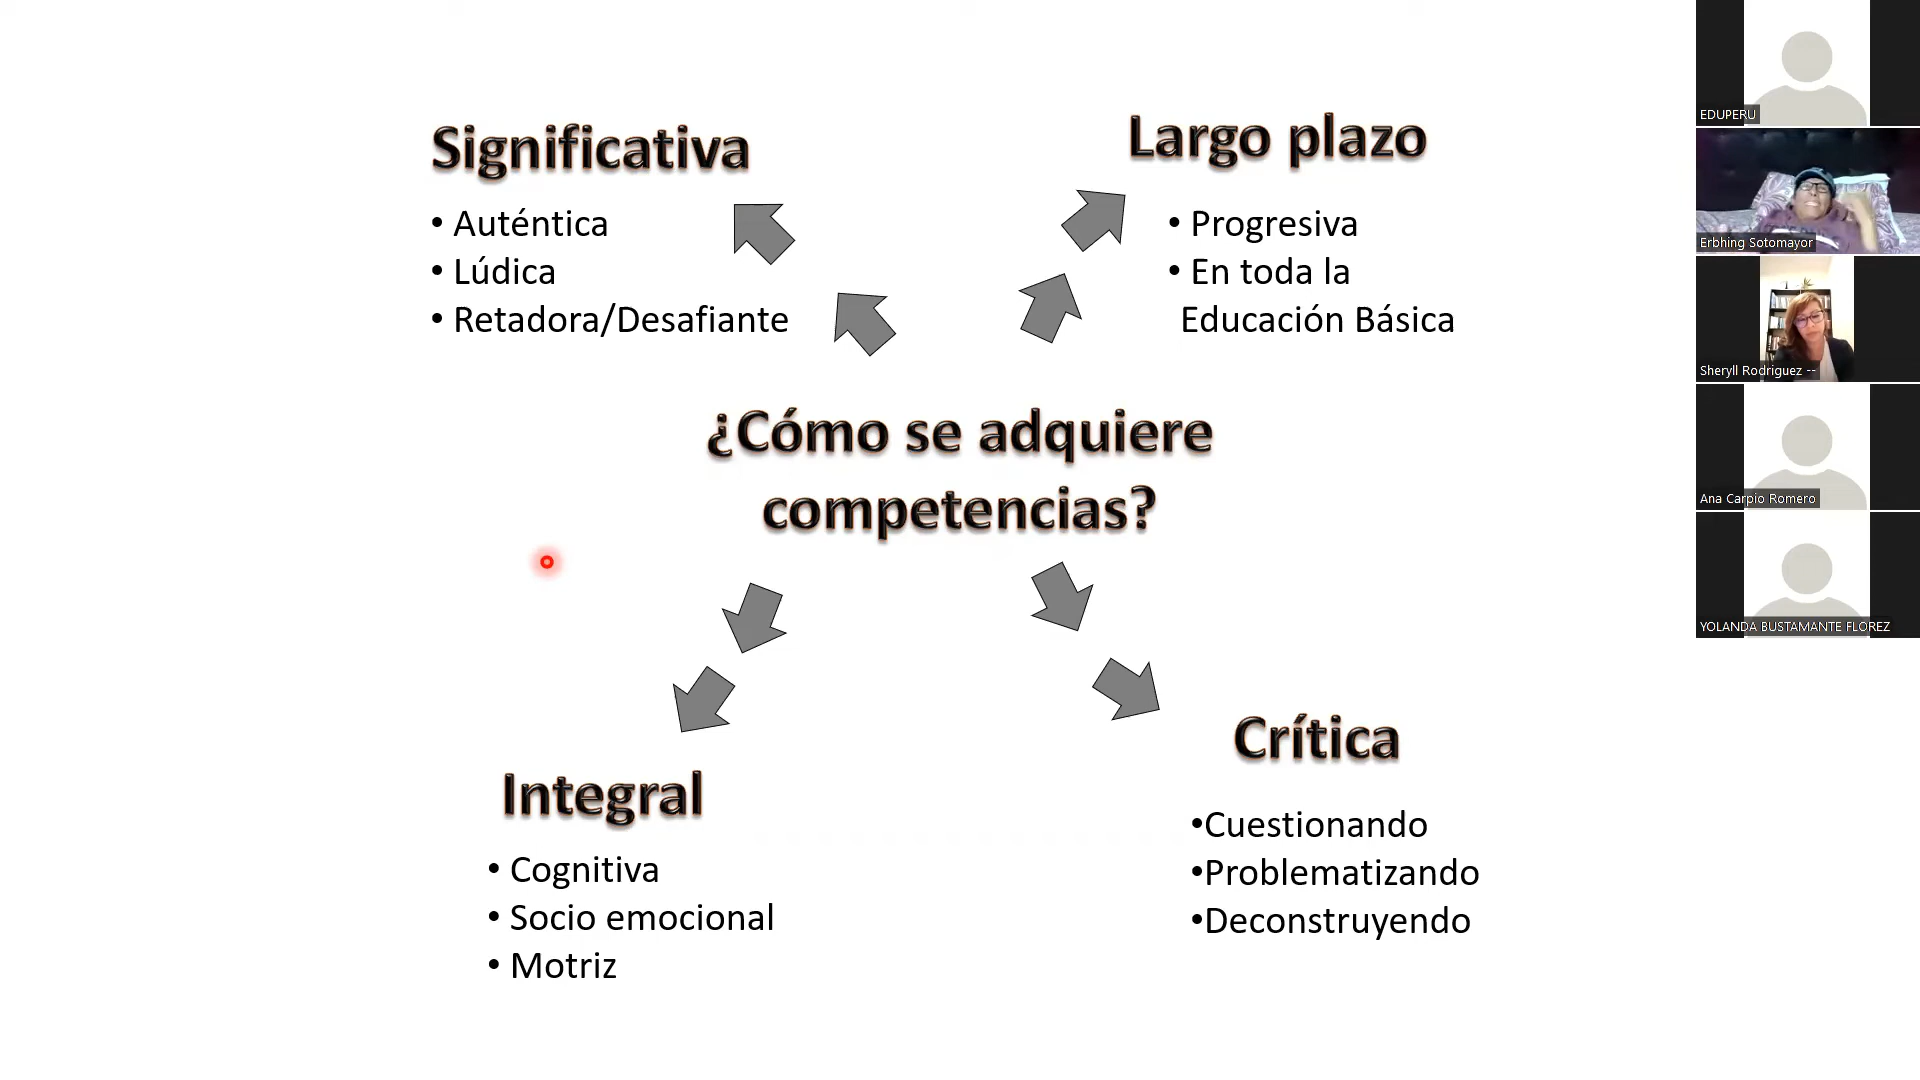 Significativa
• Auténtica
• Lúdica
• Retadora/Desafiante
Largo plazo
• Progresiva
• En toda la
Educación Básica
¿Cómo se adquiere
competencias?
Integral
• Cognitiva
• Socio emocional
• Motriz
Crítica
•Cuestionando
•Problematizando
•Deconstruyendo
EDUPERU
Erbhing Sotomayor
Sheryll Rodriguez --
Ana Carpio Romero
YOLANDA BUSTAMANTE FLOREZ